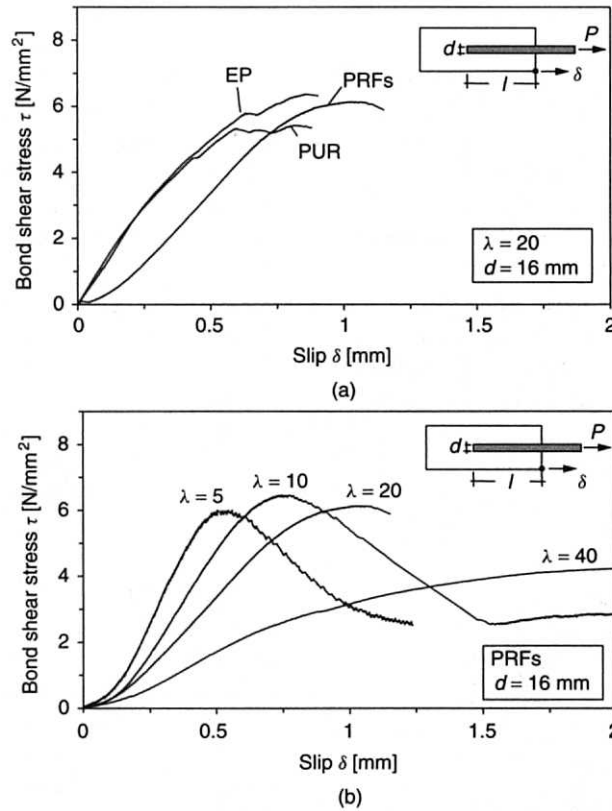 Bond shear stress τ [N/mm²]
8
6
4
2
0
EP
PRFs
PUR
d
l
P
δ
λ = 20
d = 16 mm
0
0.5
1
1.5
2
Slip δ [mm]
(a)
Bond shear stress τ [N/mm²]
8
6
4
2
0
λ = 5
λ = 10
λ = 20
λ = 40
d
l
P
δ
PRFs
d = 16 mm
0
0.5
1
1.5
2
Slip δ [mm]
(b)